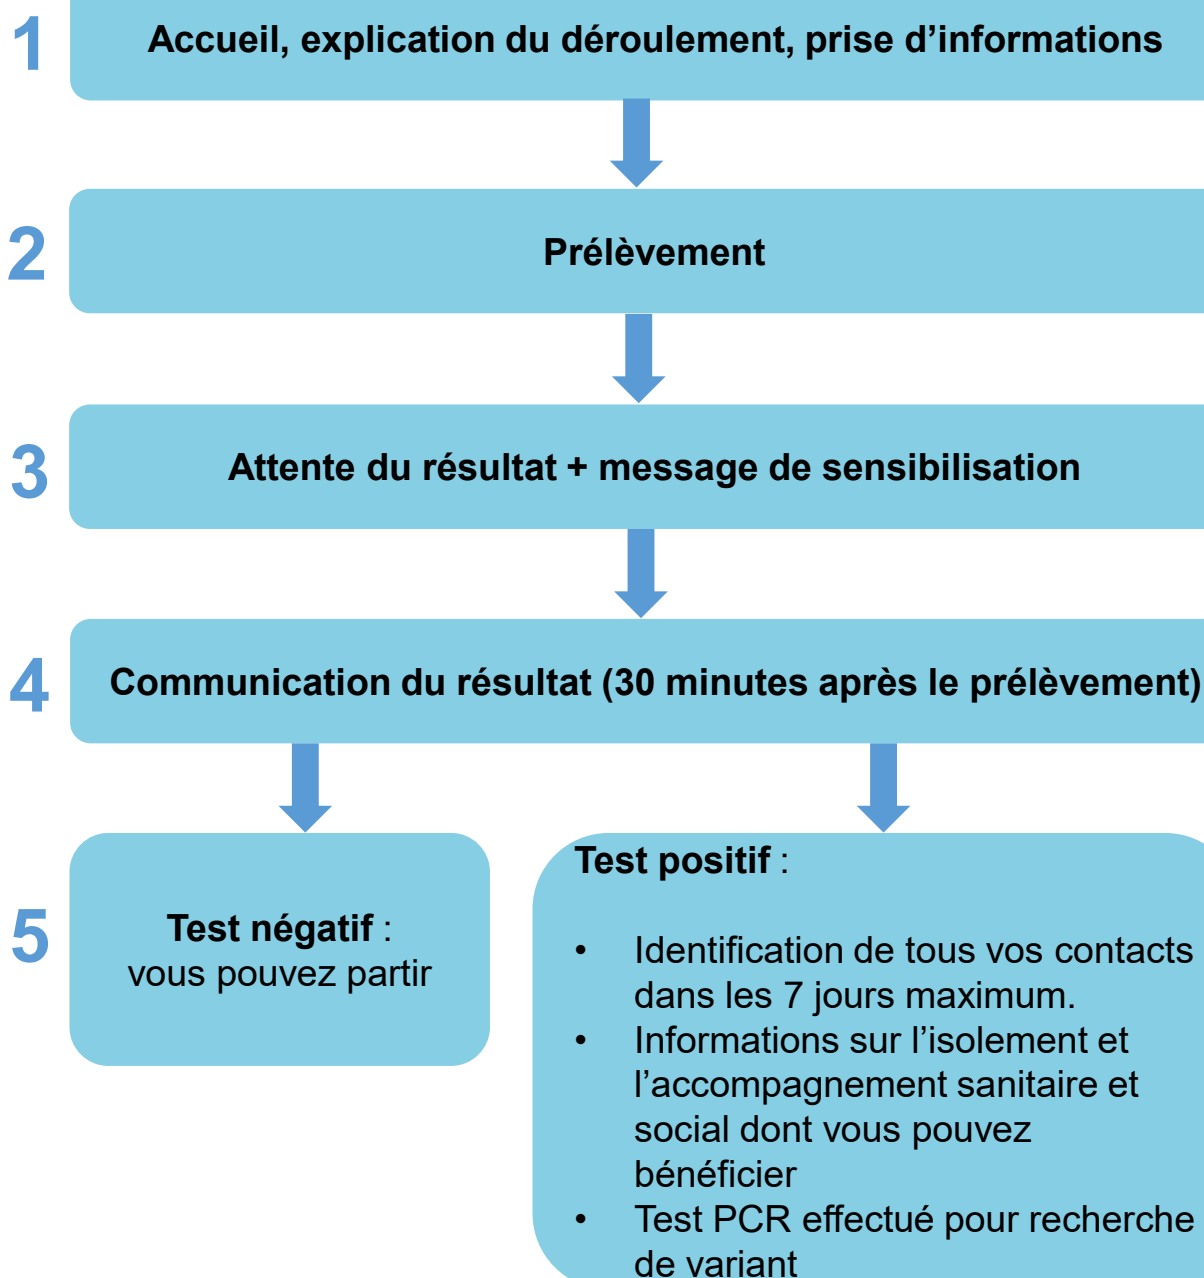 1
Accueil, explication du déroulement, prise d’informations
2
Prélèvement
3
Attente du résultat + message de sensibilisation
4
Communication du résultat (30 minutes après le prélèvement)
5
Test négatif :
vous pouvez partir
Test positif :
• Identification de tous vos contacts
dans les 7 jours maximum.
• Informations sur l’isolement et
l’accompagnement sanitaire et
social dont vous pouvez
bénéficier
• Test PCR effectué pour recherche
de variant